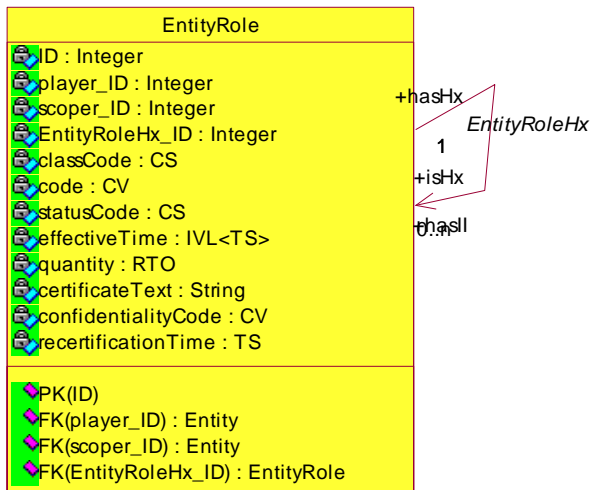 EntityRole
ID : Integer
player_ID : Integer
scoper_ID : Integer
EntityRoleHx_ID : Integer
classCode : CS
code : CV
statusCode : CS
effectiveTime : IVL<TS>
quantity : RTO
certificateText : String
confidentialityCode : CV
recertificationTime : TS
PK(ID)
FK(player_ID) : Entity
FK(scoper_ID) : Entity
FK(EntityRoleHx_ID) : EntityRole
+hasHx
EntityRoleHx
1
+isHx
+hasII
0..n